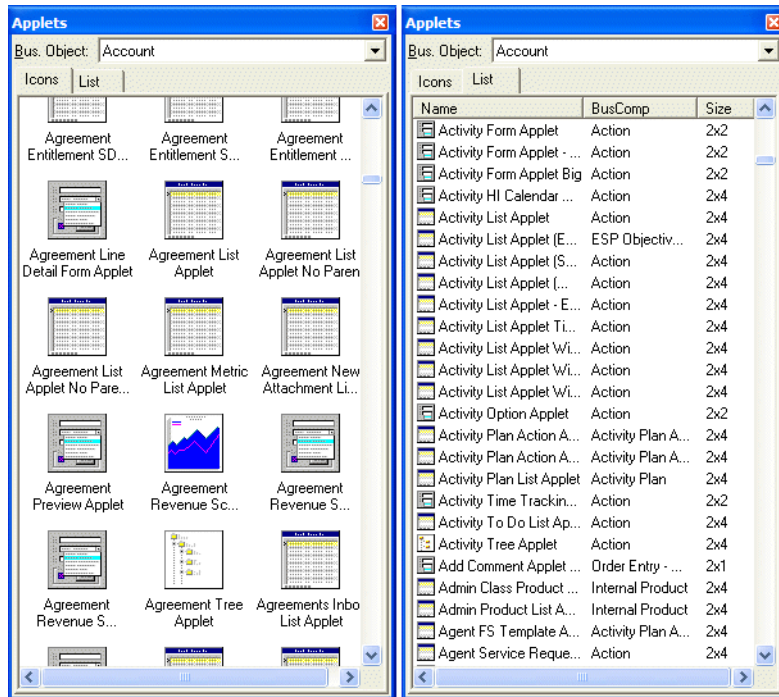 Applets
Bus. Object: Account
Icons List
Agreement Entitlement SD...
Agreement Entitlement S...
Agreement Entitlement ...
Agreement Line Detail Form Applet
Agreement List Applet
Agreement List Applet No Paren
Agreement List Applet No Pare...
Agreement Metric List Applet
Agreement New Attachment Li...
Agreement Preview Applet
Agreement Revenue Sc...
Agreement Revenue S...
Agreement Revenue S...
Agreement Tree Applet
Agreements Inbo List Applet
Applets
Bus. Object: Account
Icons List
Name BusComp Size
Activity Form Applet Action 2x2
Activity Form Applet - ... Action 2x2
Activity Form Applet Big Action 2x2
Activity HI Calendar ... Action 2x4
Activity List Applet Action 2x4
Activity List Applet (E... ESP Objectiv... 2x4
Activity List Applet (S... Action 2x4
Activity List Applet (... Action 2x4
Activity List Applet - E... Action 2x4
Activity List Applet Ti... Action 2x4
Activity List Applet Wi... Action 2x4
Activity List Applet Wi... Action 2x4
Activity List Applet Wi... Action 2x4
Activity Option Applet Action 2x2
Activity Plan Action A... Activity Plan A... 2x4
Activity Plan Action A... Activity Plan A... 2x4
Activity Plan List Applet Activity Plan 2x4
Activity Time Trackin... Action 2x2
Activity To Do List Ap... Action 2x4
Activity Tree Applet Action 2x4
Add Comment Applet ... Order Entry - ... 2x1
Admin Class Product ... Internal Product 2x4
Admin Product List A... Internal Product 2x4
Agent FS Template A... Activity Plan A... 2x4
Agent Service Reque... Action 2x4